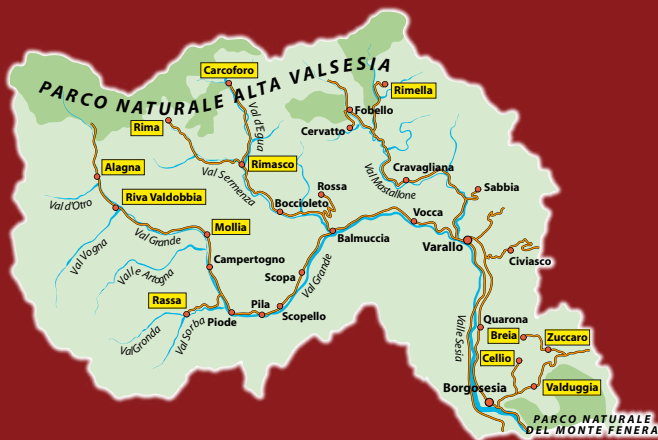 PARCO NATURALE ALTA VALSESIA
Carcoforo
Rimella
Fobello
Rima
Val d'Egua
Cervatto
Alagna
Rimasco
Cravagliana
Val Sermenza
Val Mastallone
Rossa
Sabbia
Val d'Otro
Riva Valdobbia
Boccioleto
Vocca
Mollia
Val Grande
Balmuccia
Varallo
Val Vogna
Campertogno
Civiasco
Valle Artogna
Scopa
Val Grande
Rassa
Pila
Scopello
Piode
Quarona
Val Gronda
Val Sorba
Valle Sesia
Breia
Zuccaro
Cellio
Borgosesia
Valduggia
PARCO NATURALE
DEL MONTE FENERA